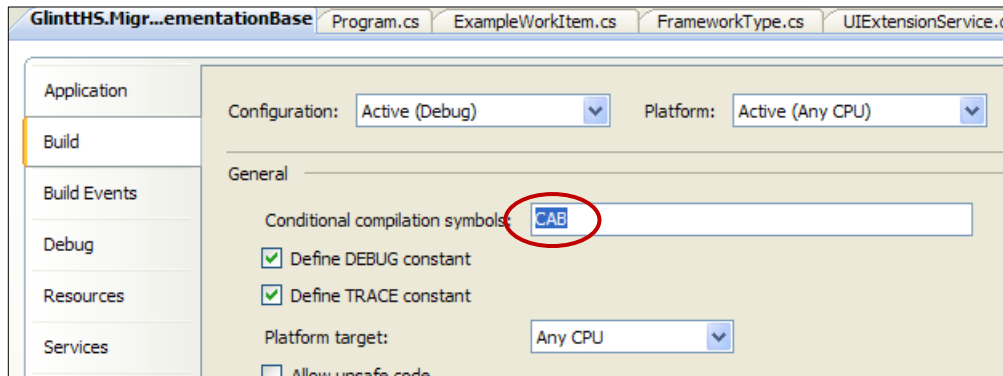 GlinttHS.Migr...ementationBase Program.cs ExampleWorkItem.cs FrameworkType.cs UIExtensionService.c
Application
Configuration: Active (Debug) Platform: Active (Any CPU)
Build
General
Build Events
Conditional compilation symbols: CAB
Debug
Define DEBUG constant
Resources
Define TRACE constant
Services
Platform target: Any CPU
Allow unsafe code